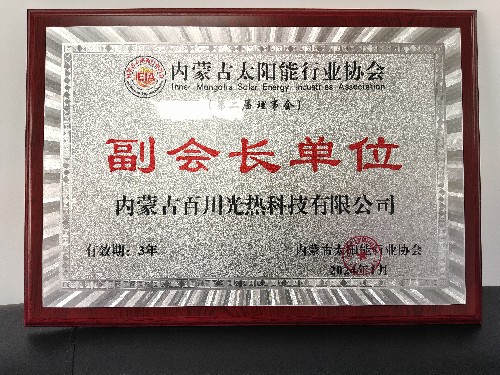 内蒙古太阳能行业协会
Inner Mongolia Solar Energy Industries Association
(第二届理事会)
副会长单位
内蒙古百川光热科技有限公司
有效期：3年
内蒙古太阳能行业协会
2024年1月